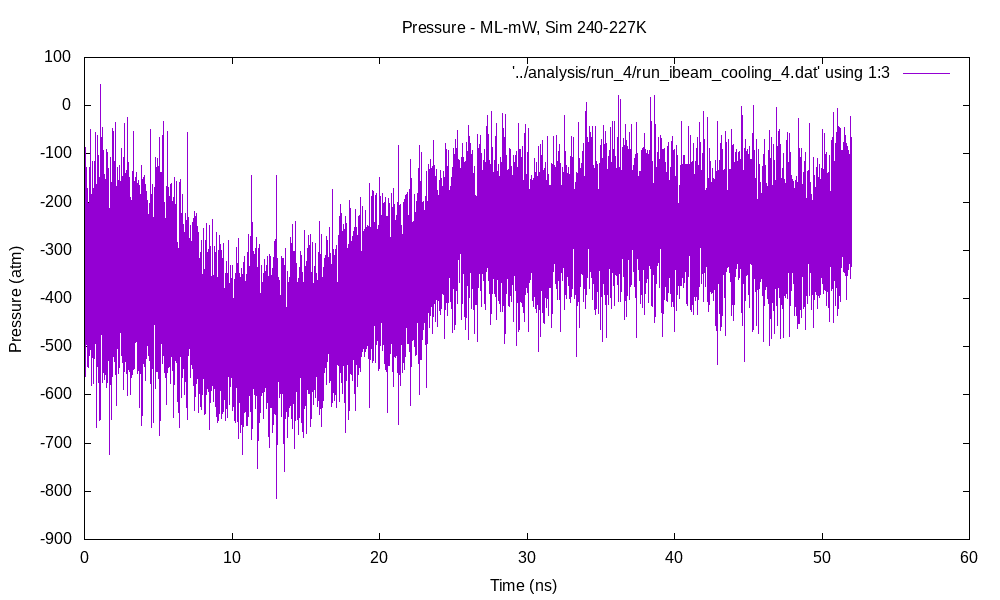 Pressure - ML-mW, Sim 240-227K
'../analysis/run_4/run_ibeam_cooling_4.dat' using 1:3
100
0
-100
-200
-300
-400
-500
-600
-700
-800
-900
Pressure (atm)
0 10 20 30 40 50 60
Time (ns)